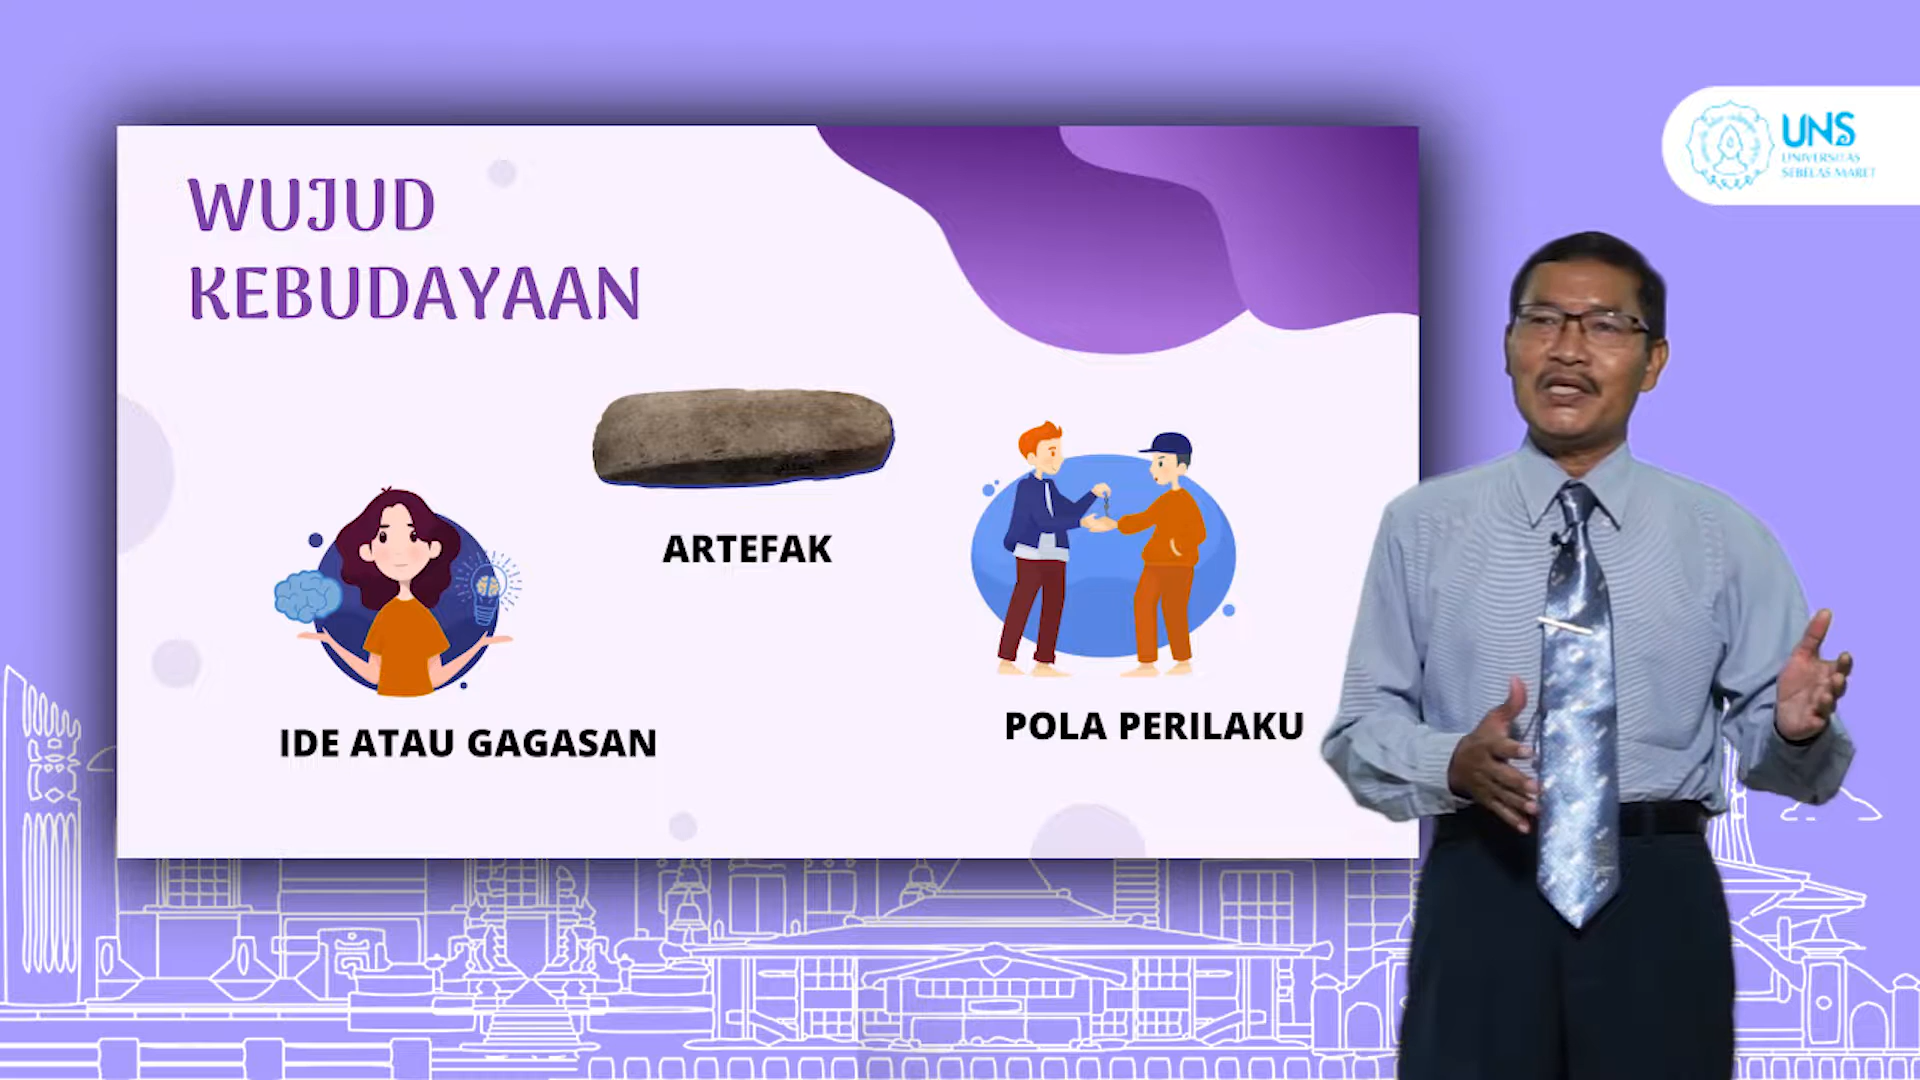 WUJUD
KEBUDAYAAN
ARTEFAK
IDE ATAU GAGASAN
POLA PERILAKU
UNS
UNIVERSITAS
SEBELAS MARET